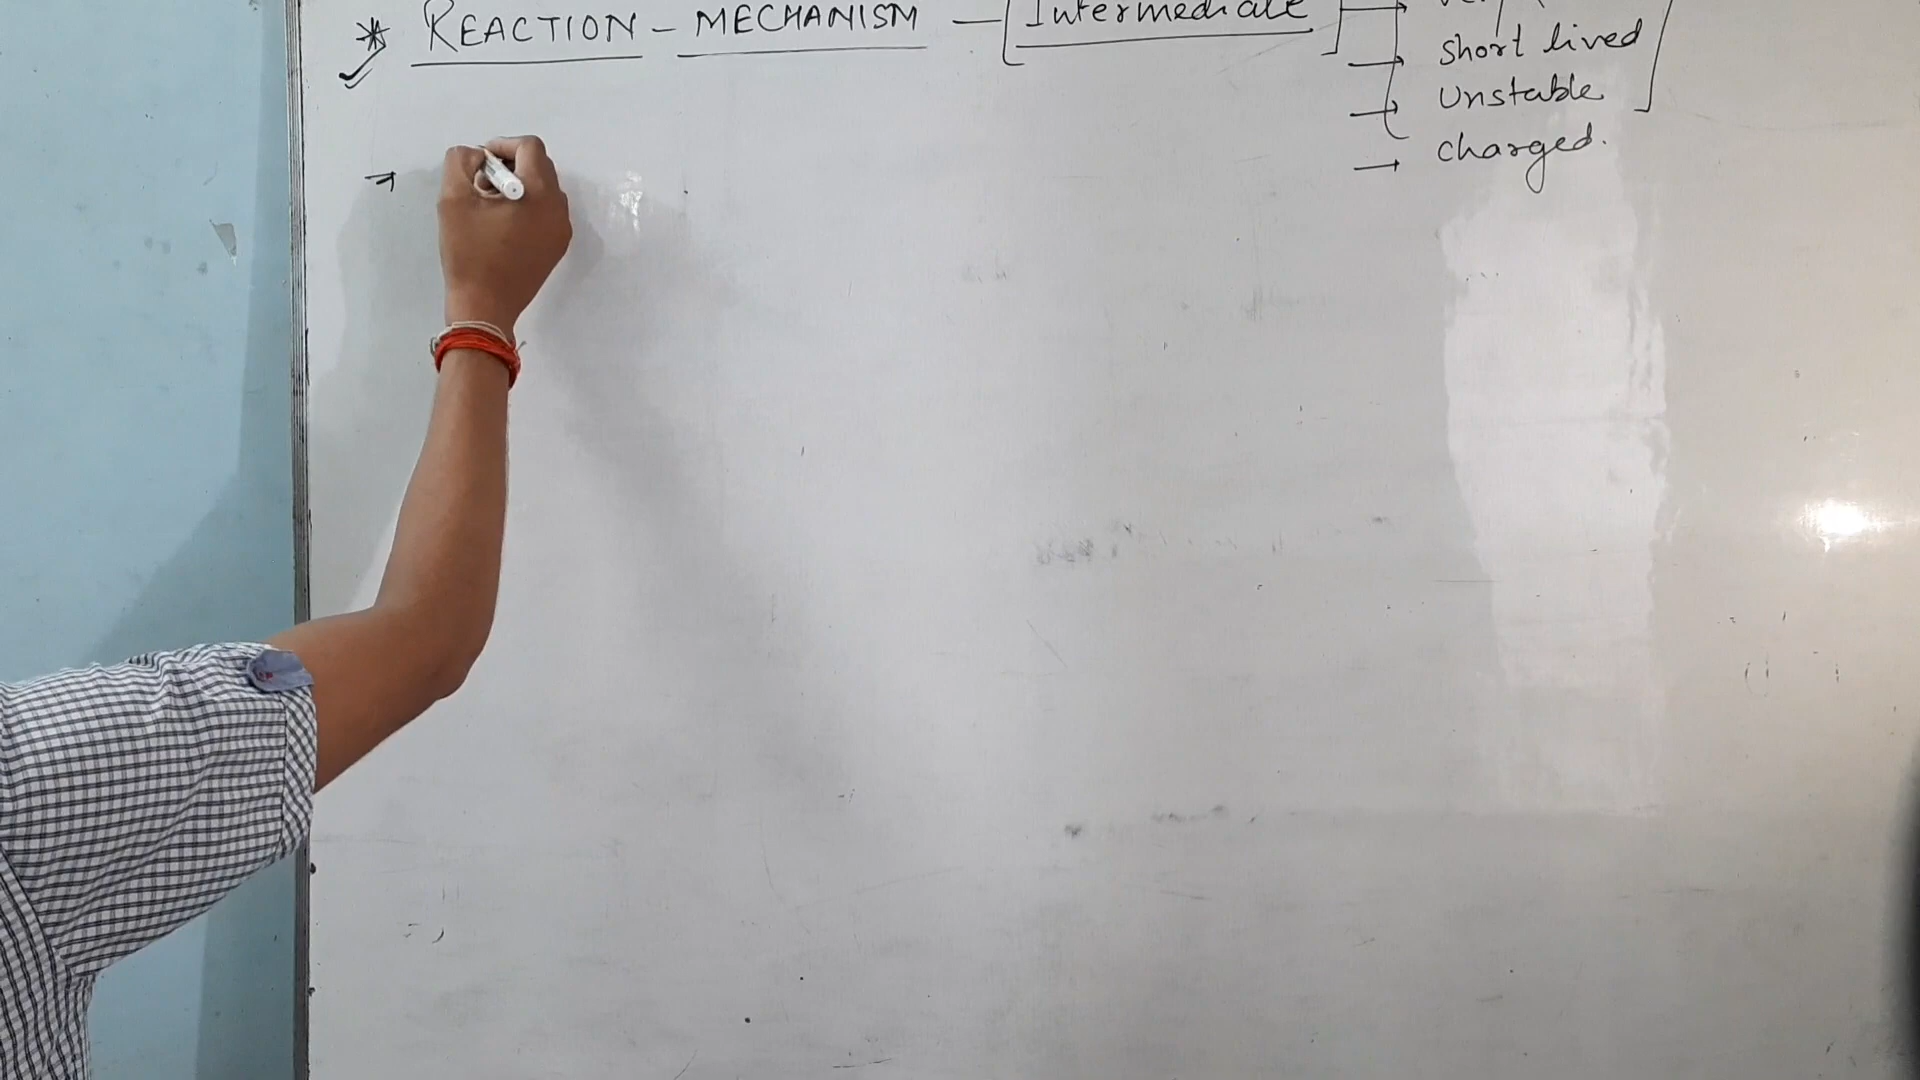 * REACTION - MECHANISM - [Intermediate] →
→ short lived
→ Unstable
→ charged.
→